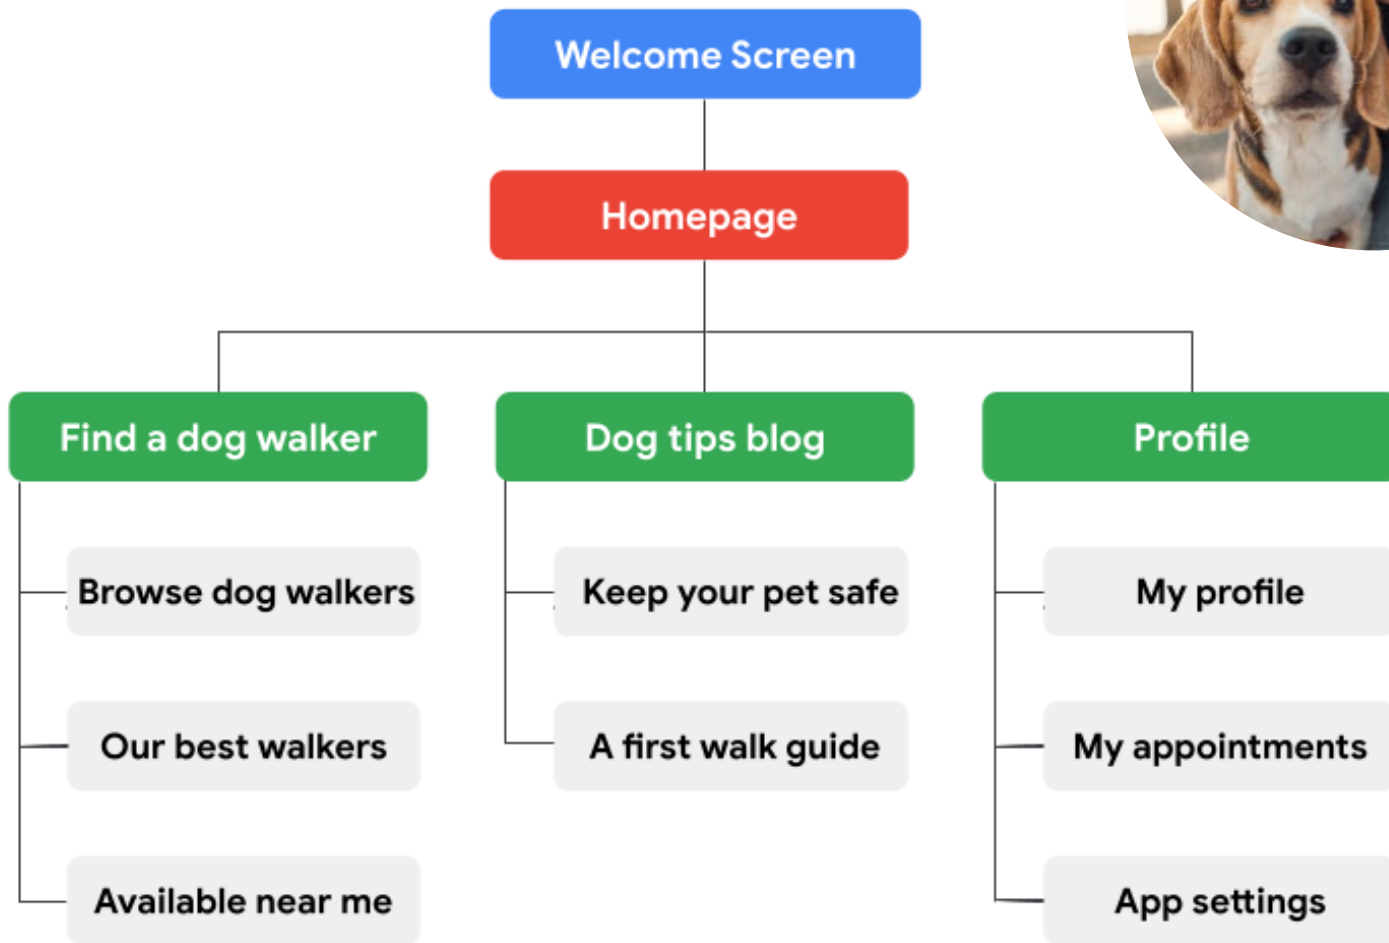 Welcome Screen
Homepage
Find a dog walker
Dog tips blog
Profile
Browse dog walkers
Keep your pet safe
My profile
Our best walkers
A first walk guide
My appointments
Available near me
App settings